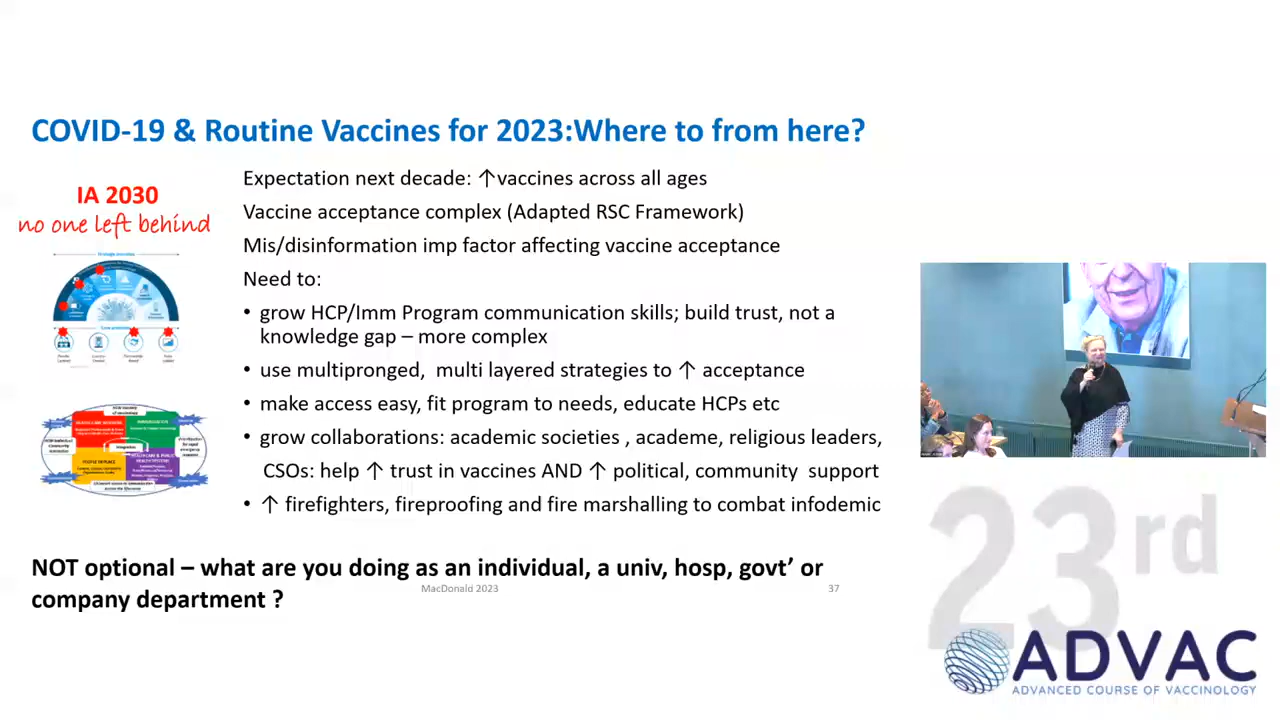 COVID-19 & Routine Vaccines for 2023:Where to from here?
IA 2030
no one left behind
Expectation next decade: ↑vaccines across all ages
Vaccine acceptance complex (Adapted RSC Framework)
Mis/disinformation imp factor affecting vaccine acceptance
Need to:
• grow HCP/Imm Program communication skills; build trust, not a
knowledge gap – more complex
• use multipronged, multi layered strategies to ↑ acceptance
• make access easy, fit program to needs, educate HCPs etc
• grow collaborations: academic societies , academe, religious leaders,
CSOs: help ↑ trust in vaccines AND ↑ political, community support
• ↑ firefighters, fireproofing and fire marshalling to combat infodemic
NOT optional – what are you doing as an individual, a univ, hosp, govt’ or
company department ?
MacDonald 2023
37
23rd
ADVAC
ADVANCED COURSE OF VACCINOLOGY